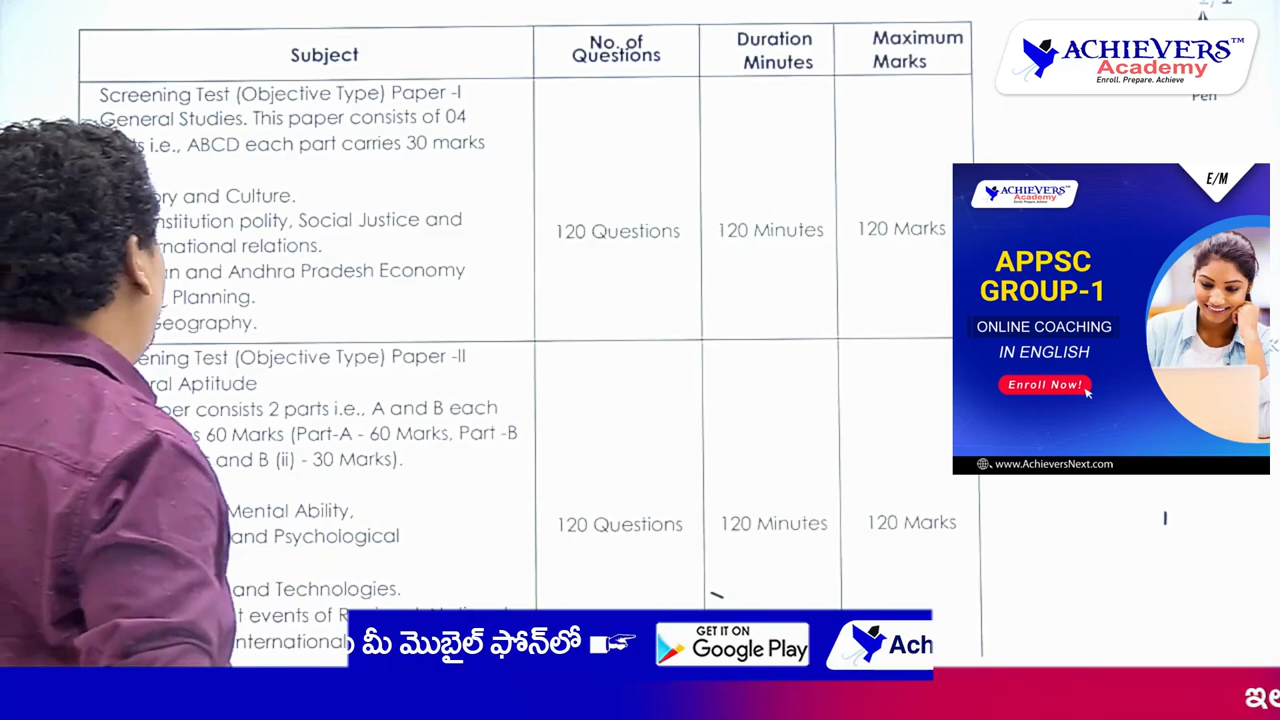 Subject
No. of
Questions
Duration
Minutes
Maximum
Marks
Screening Test (Objective Type) Paper -I
General Studies. This paper consists of 04
i.e., ABCD each part carries 30 marks
and Culture.
polity, Social Justice and
relations.
and Andhra Pradesh Economy
Planning.
Geography.
120 Questions
120 Minutes
120 Marks
Test (Objective Type) Paper -II
Aptitude
consists 2 parts i.e., A and B each
60 Marks (Part-A - 60 Marks, Part -B
and B (ii) - 30 Marks).
Mental Ability,
and Psychological
and Technologies.
events of
International
120 Questions
120 Minutes
120 Marks
Pen
ACHIEVERS™
Academy
Enroll. Prepare. Achieve
ACHIEVERS™
Academy
Enroll. Prepare. Achieve
E/M
APPSC
GROUP-1
ONLINE COACHING
IN ENGLISH
Enroll Now!
www.AchieversNext.com
మీ మొబైల్ ఫోన్‌లో
GET IT ON
Google Play
Ach